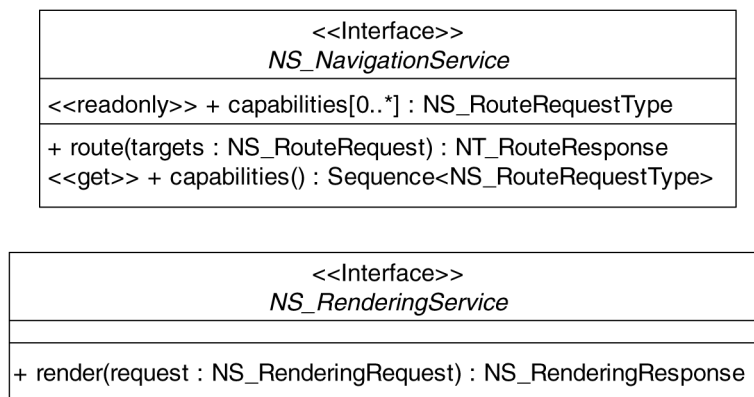 <<Interface>>
NS_NavigationService
<<readonly>> + capabilities[0..*] : NS_RouteRequestType
+ route(targets : NS_RouteRequest) : NT_RouteResponse
<<get>> + capabilities() : Sequence<NS_RouteRequestType>
<<Interface>>
NS_RenderingService
+ render(request : NS_RenderingRequest) : NS_RenderingResponse